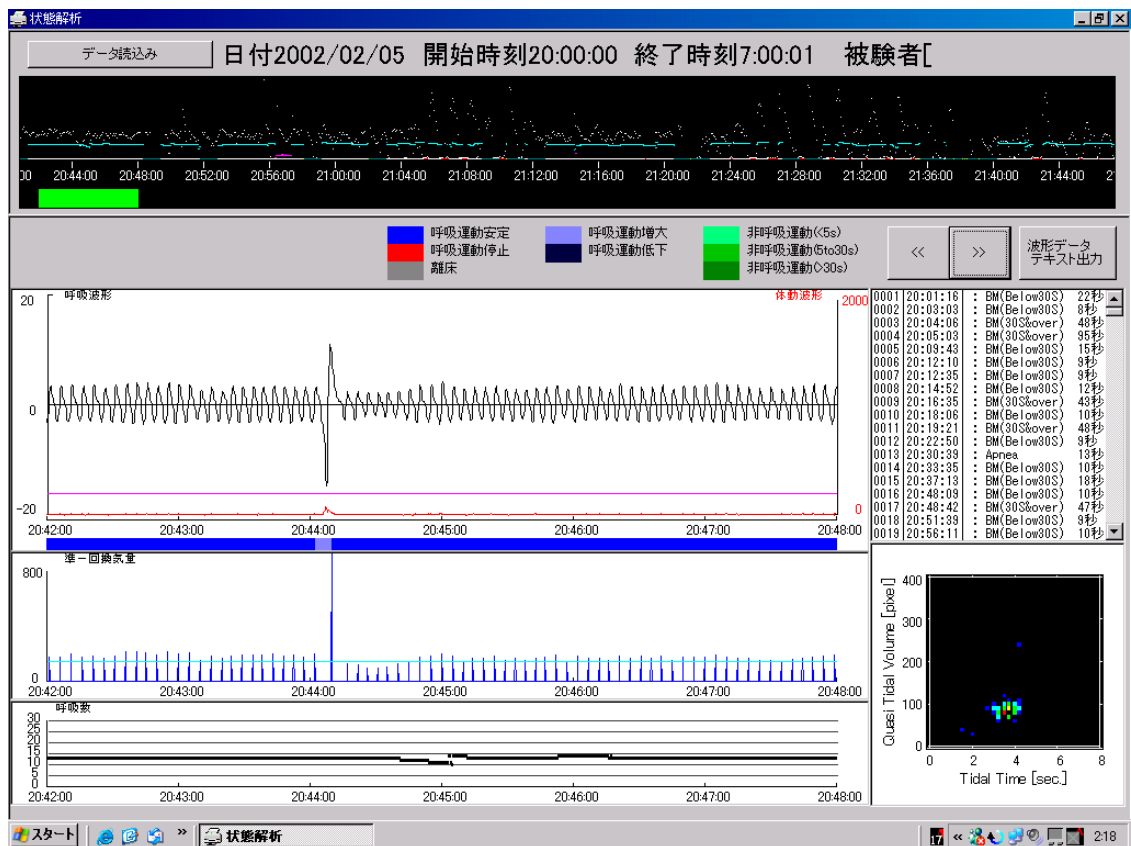 状態解析
データ読込み 日付2002/02/05 開始時刻20:00:00 終了時刻7:00:01 被験者[
00 20:44:00 20:48:00 20:52:00 20:56:00 21:00:00 21:04:00 21:08:00 21:12:00 21:16:00 21:20:00 21:24:00 21:28:00 21:32:00 21:36:00 21:40:00 21:44:00 2
呼吸運動安定 呼吸運動増大 非呼吸運動(<5s)
呼吸運動停止 呼吸運動低下 非呼吸運動(5to30s)
離床 非呼吸運動(>30s)
<< >> 波形データ
テキスト出力
呼吸波形 体動波形
20 2000
0
-20 0
20:42:00 20:43:00 20:44:00 20:45:00 20:46:00 20:47:00 20:48:00
準一回換気量
800
0
20:42:00 20:43:00 20:44:00 20:45:00 20:46:00 20:47:00 20:48:00
呼吸数
30
25
20
15
10
5
0
20:42:00 20:43:00 20:44:00 20:45:00 20:46:00 20:47:00 20:48:00
0001|20:01:16| : BM(Below30S) 22秒
0002|20:03:03| : BM(Below30S) 8秒
0003|20:04:06| : BM(30S&over) 48秒
0004|20:05:03| : BM(30S&over) 95秒
0005|20:09:43| : BM(Below30S) 15秒
0006|20:12:10| : BM(Below30S) 9秒
0007|20:12:35| : BM(Below30S) 9秒
0008|20:14:52| : BM(Below30S) 12秒
0009|20:16:35| : BM(30S&over) 43秒
0010|20:18:06| : BM(Below30S) 10秒
0011|20:19:21| : BM(30S&over) 48秒
0012|20:22:50| : BM(Below30S) 9秒
0013|20:30:39| : Apnea 13秒
0014|20:33:35| : BM(Below30S) 10秒
0015|20:37:13| : BM(Below30S) 18秒
0016|20:48:09| : BM(Below30S) 10秒
0017|20:48:42| : BM(30S&over) 47秒
0018|20:51:39| : BM(Below30S) 9秒
0019|20:56:11| : BM(Below30S) 10秒
Quasi Tidal Volume [pixel]
400
300
200
100
0
0 2 4 6 8
Tidal Time [sec.]
スタート » 状態解析 17 « 2:18